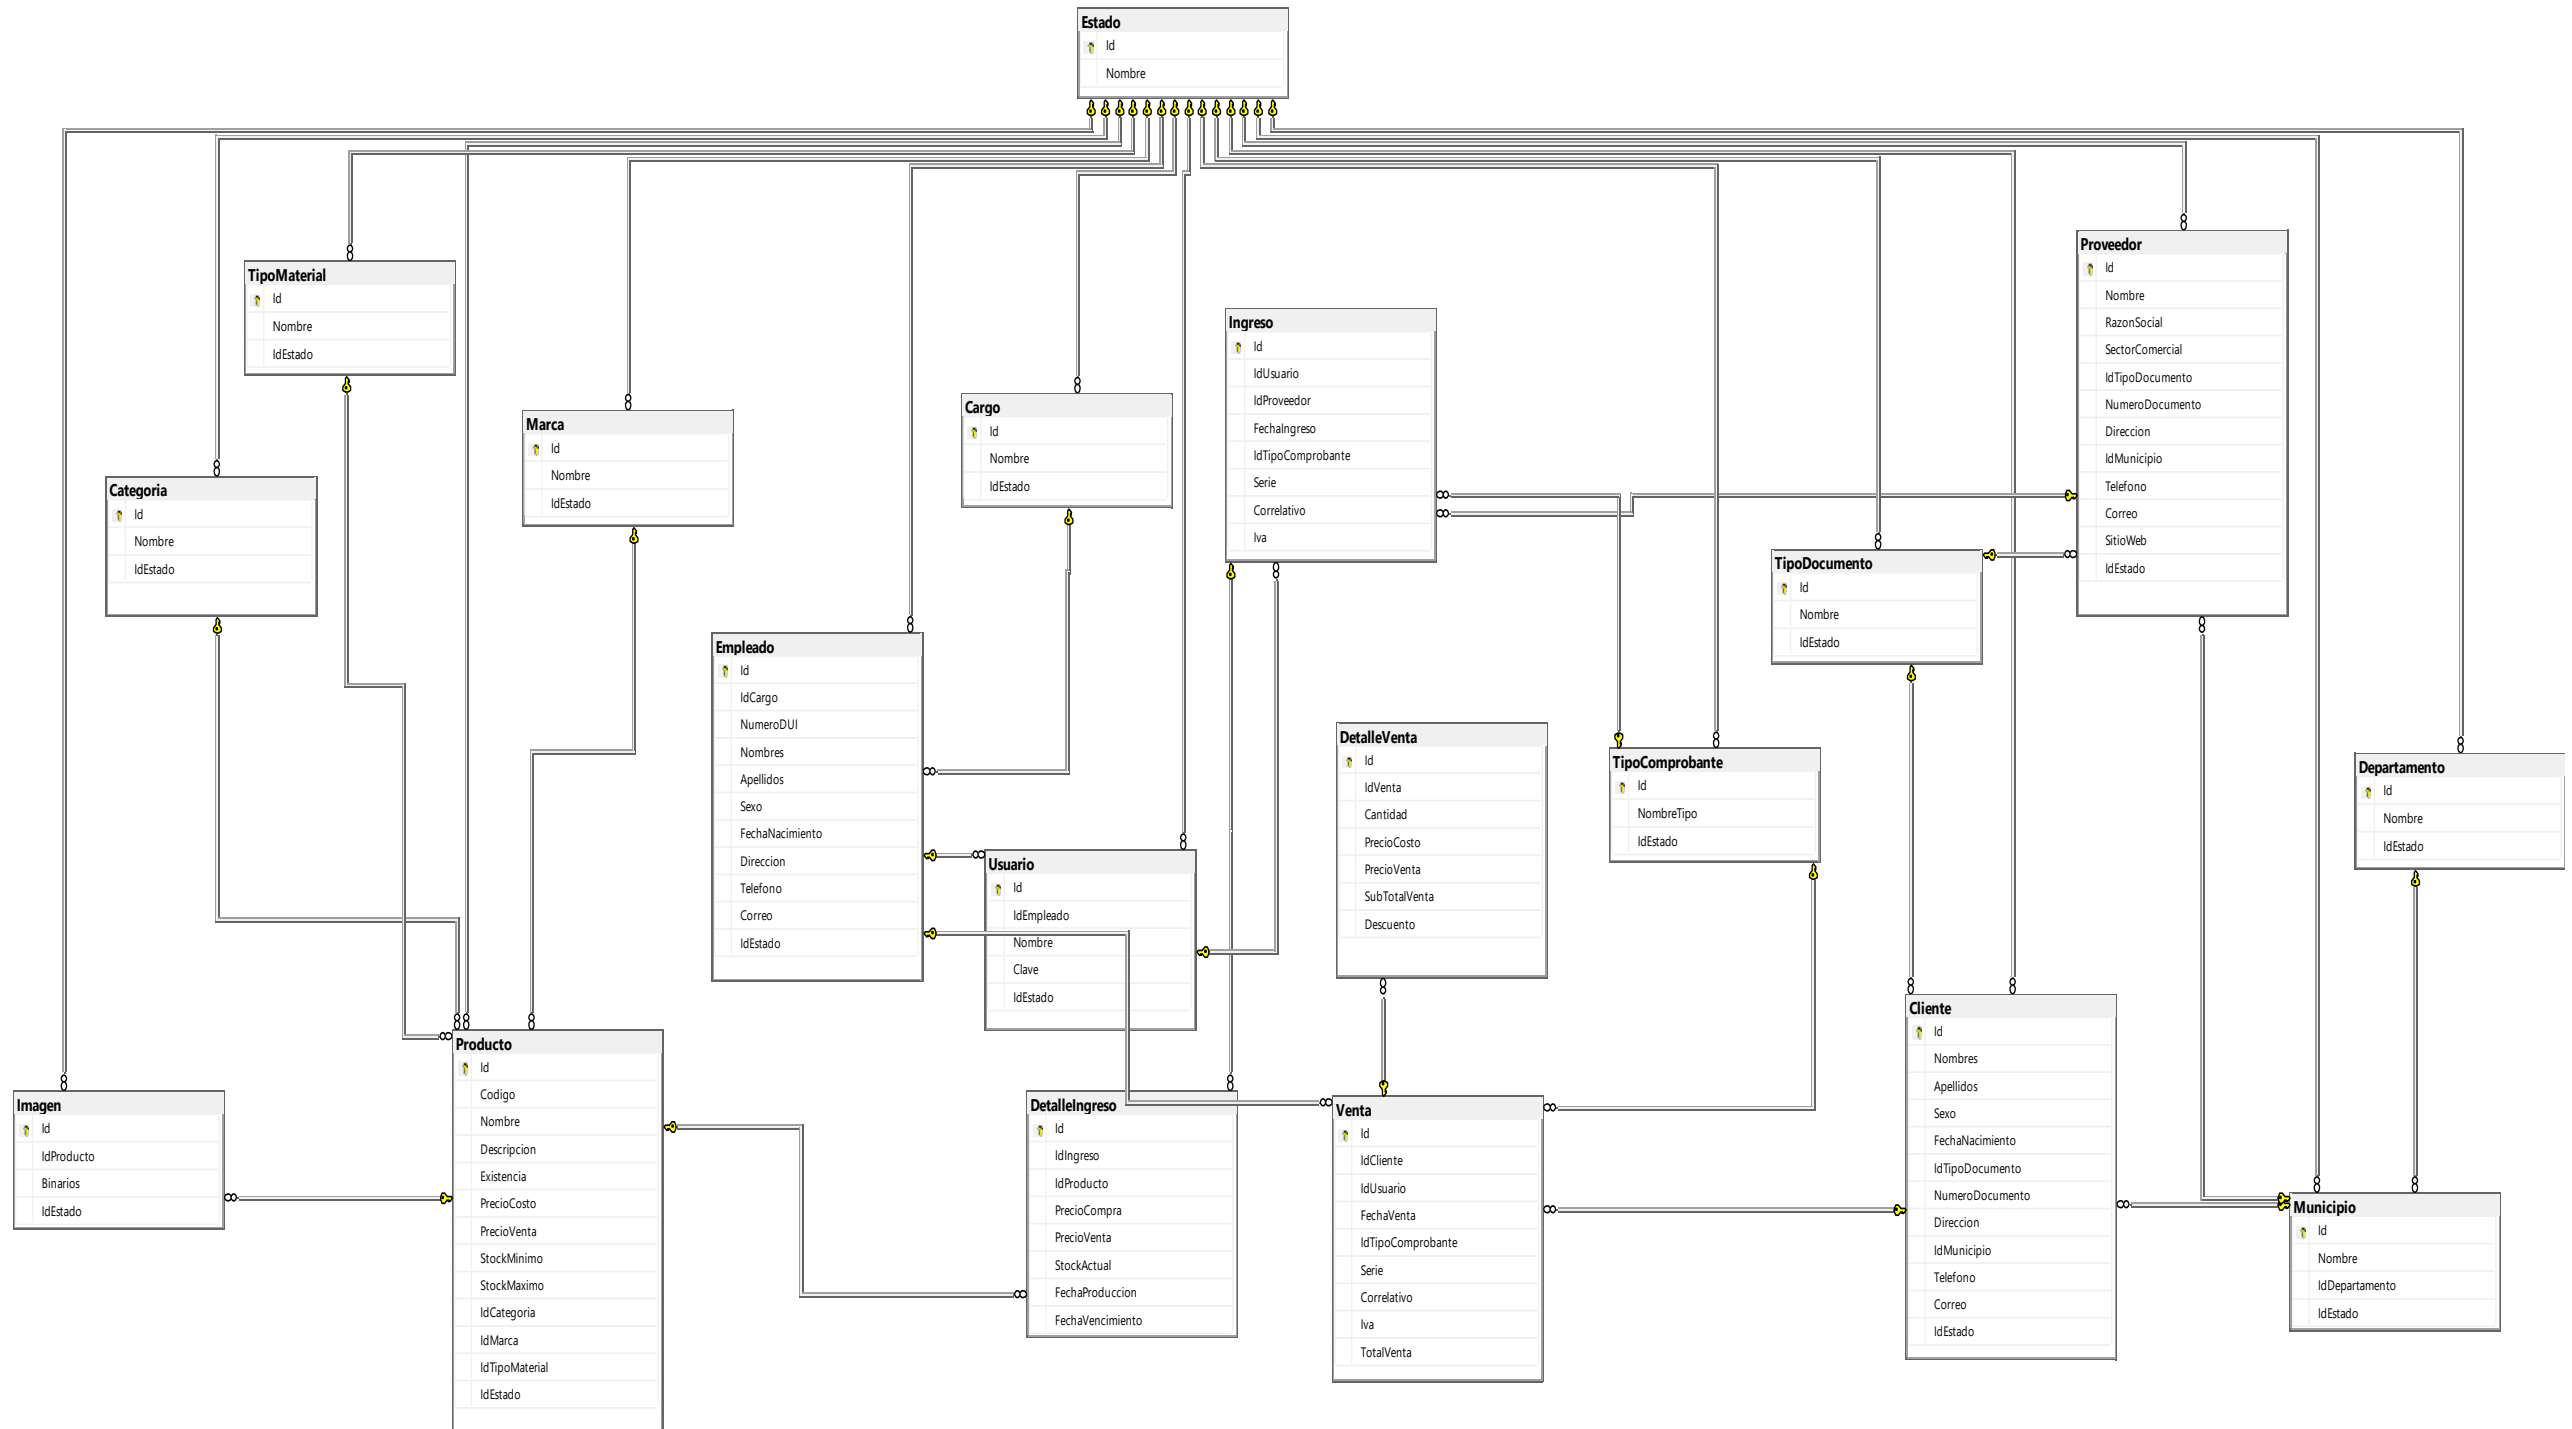 Estado
Id
Nombre
TipoMaterial
Id
Nombre
IdEstado
Categoria
Id
Nombre
IdEstado
Marca
Id
Nombre
IdEstado
Cargo
Id
Nombre
IdEstado
Ingreso
Id
IdUsuario
IdProveedor
FechaIngreso
IdTipoComprobante
Serie
Correlativo
Iva
Proveedor
Id
Nombre
RazonSocial
SectorComercial
IdTipoDocumento
NumeroDocumento
Direccion
IdMunicipio
Telefono
Correo
SitioWeb
IdEstado
TipoDocumento
Id
Nombre
IdEstado
Empleado
Id
IdCargo
NumeroDUI
Nombres
Apellidos
Sexo
FechaNacimiento
Direccion
Telefono
Correo
IdEstado
Usuario
Id
IdEmpleado
Nombre
Clave
IdEstado
DetalleVenta
Id
IdVenta
Cantidad
PrecioCosto
PrecioVenta
SubTotalVenta
Descuento
TipoComprobante
Id
NombreTipo
IdEstado
Departamento
Id
Nombre
IdEstado
Imagen
Id
IdProducto
Binarios
IdEstado
Producto
Id
Codigo
Nombre
Descripcion
Existencia
PrecioCosto
PrecioVenta
StockMinimo
StockMaximo
IdCategoria
IdMarca
IdTipoMaterial
IdEstado
DetalleIngreso
Id
IdIngreso
IdProducto
PrecioCompra
PrecioVenta
StockActual
FechaProduccion
FechaVencimiento
Venta
Id
IdCliente
IdUsuario
FechaVenta
IdTipoComprobante
Serie
Correlativo
Iva
TotalVenta
Cliente
Id
Nombres
Apellidos
Sexo
FechaNacimiento
IdTipoDocumento
NumeroDocumento
Direccion
IdMunicipio
Telefono
Correo
IdEstado
Municipio
Id
Nombre
IdDepartamento
IdEstado